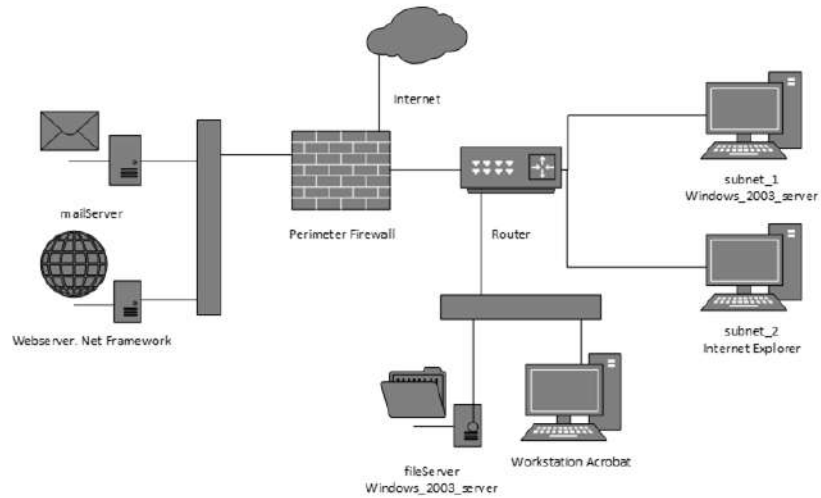 Internet
mailServer
Perimeter Firewall
Router
subnet_1
Windows_2003_server
Webserver. Net Framework
subnet_2
Internet Explorer
fileServer
Windows_2003_server
Workstation Acrobat